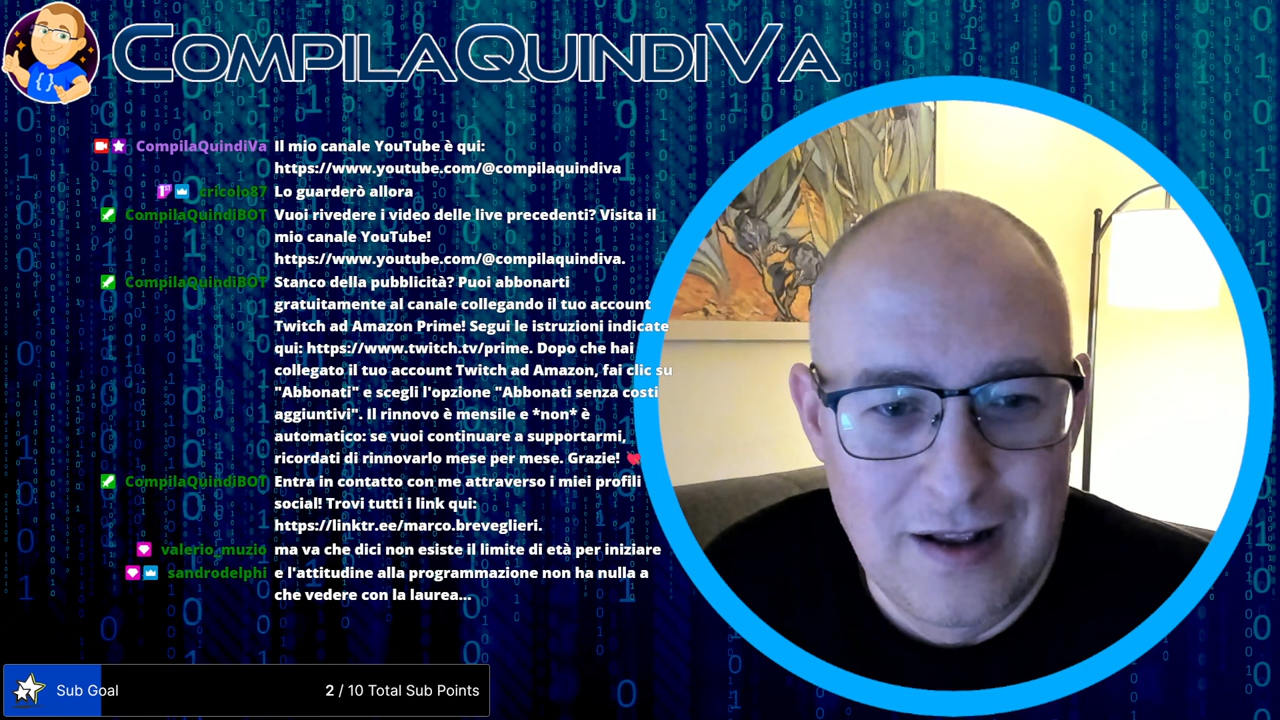 COMPILAQUINDIVA
CompilaQuindiVa Il mio canale YouTube è qui:
https://www.youtube.com/@compilaquindiva
cricolo87 Lo guarderò allora
CompilaQuindiBOT Vuoi rivedere i video delle live precedenti? Visita il
mio canale YouTube!
https://www.youtube.com/@compilaquindiva.
CompilaQuindiBOT Stanco della pubblicità? Puoi abbonarti
gratuitamente al canale collegando il tuo account
Twitch ad Amazon Prime! Segui le istruzioni indicate
qui: https://www.twitch.tv/prime. Dopo che hai
collegato il tuo account Twitch ad Amazon, fai clic su
"Abbonati" e scegli l'opzione "Abbonati senza costi
aggiuntivi". Il rinnovo è mensile e *non* è
automatico: se vuoi continuare a supportarmi,
ricordati di rinnovarlo mese per mese. Grazie!
CompilaQuindiBOT Entra in contatto con me attraverso i miei profili
social! Trovi tutti i link qui:
https://linktr.ee/marco.breveglieri.
valerio_muzio ma va che dici non esiste il limite di età per iniziare
sandrodelphi e l'attitudine alla programmazione non ha nulla a
che vedere con la laurea...
Sub Goal 2 / 10 Total Sub Points